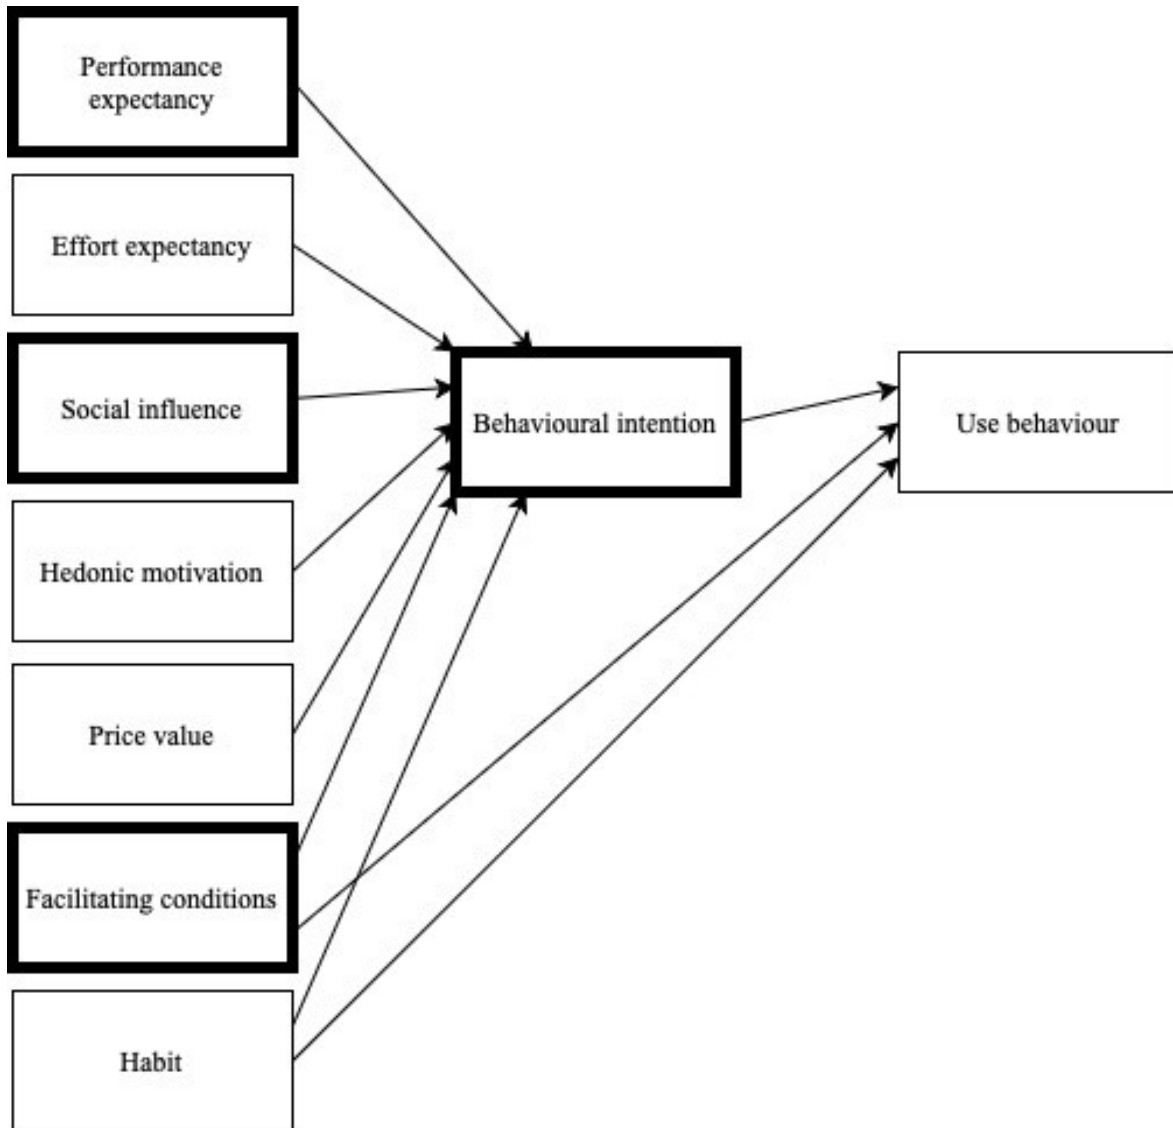 Performance
expectancy
Effort expectancy
Social influence
Hedonic motivation
Price value
Facilitating conditions
Habit
Behavioural intention
Use behaviour